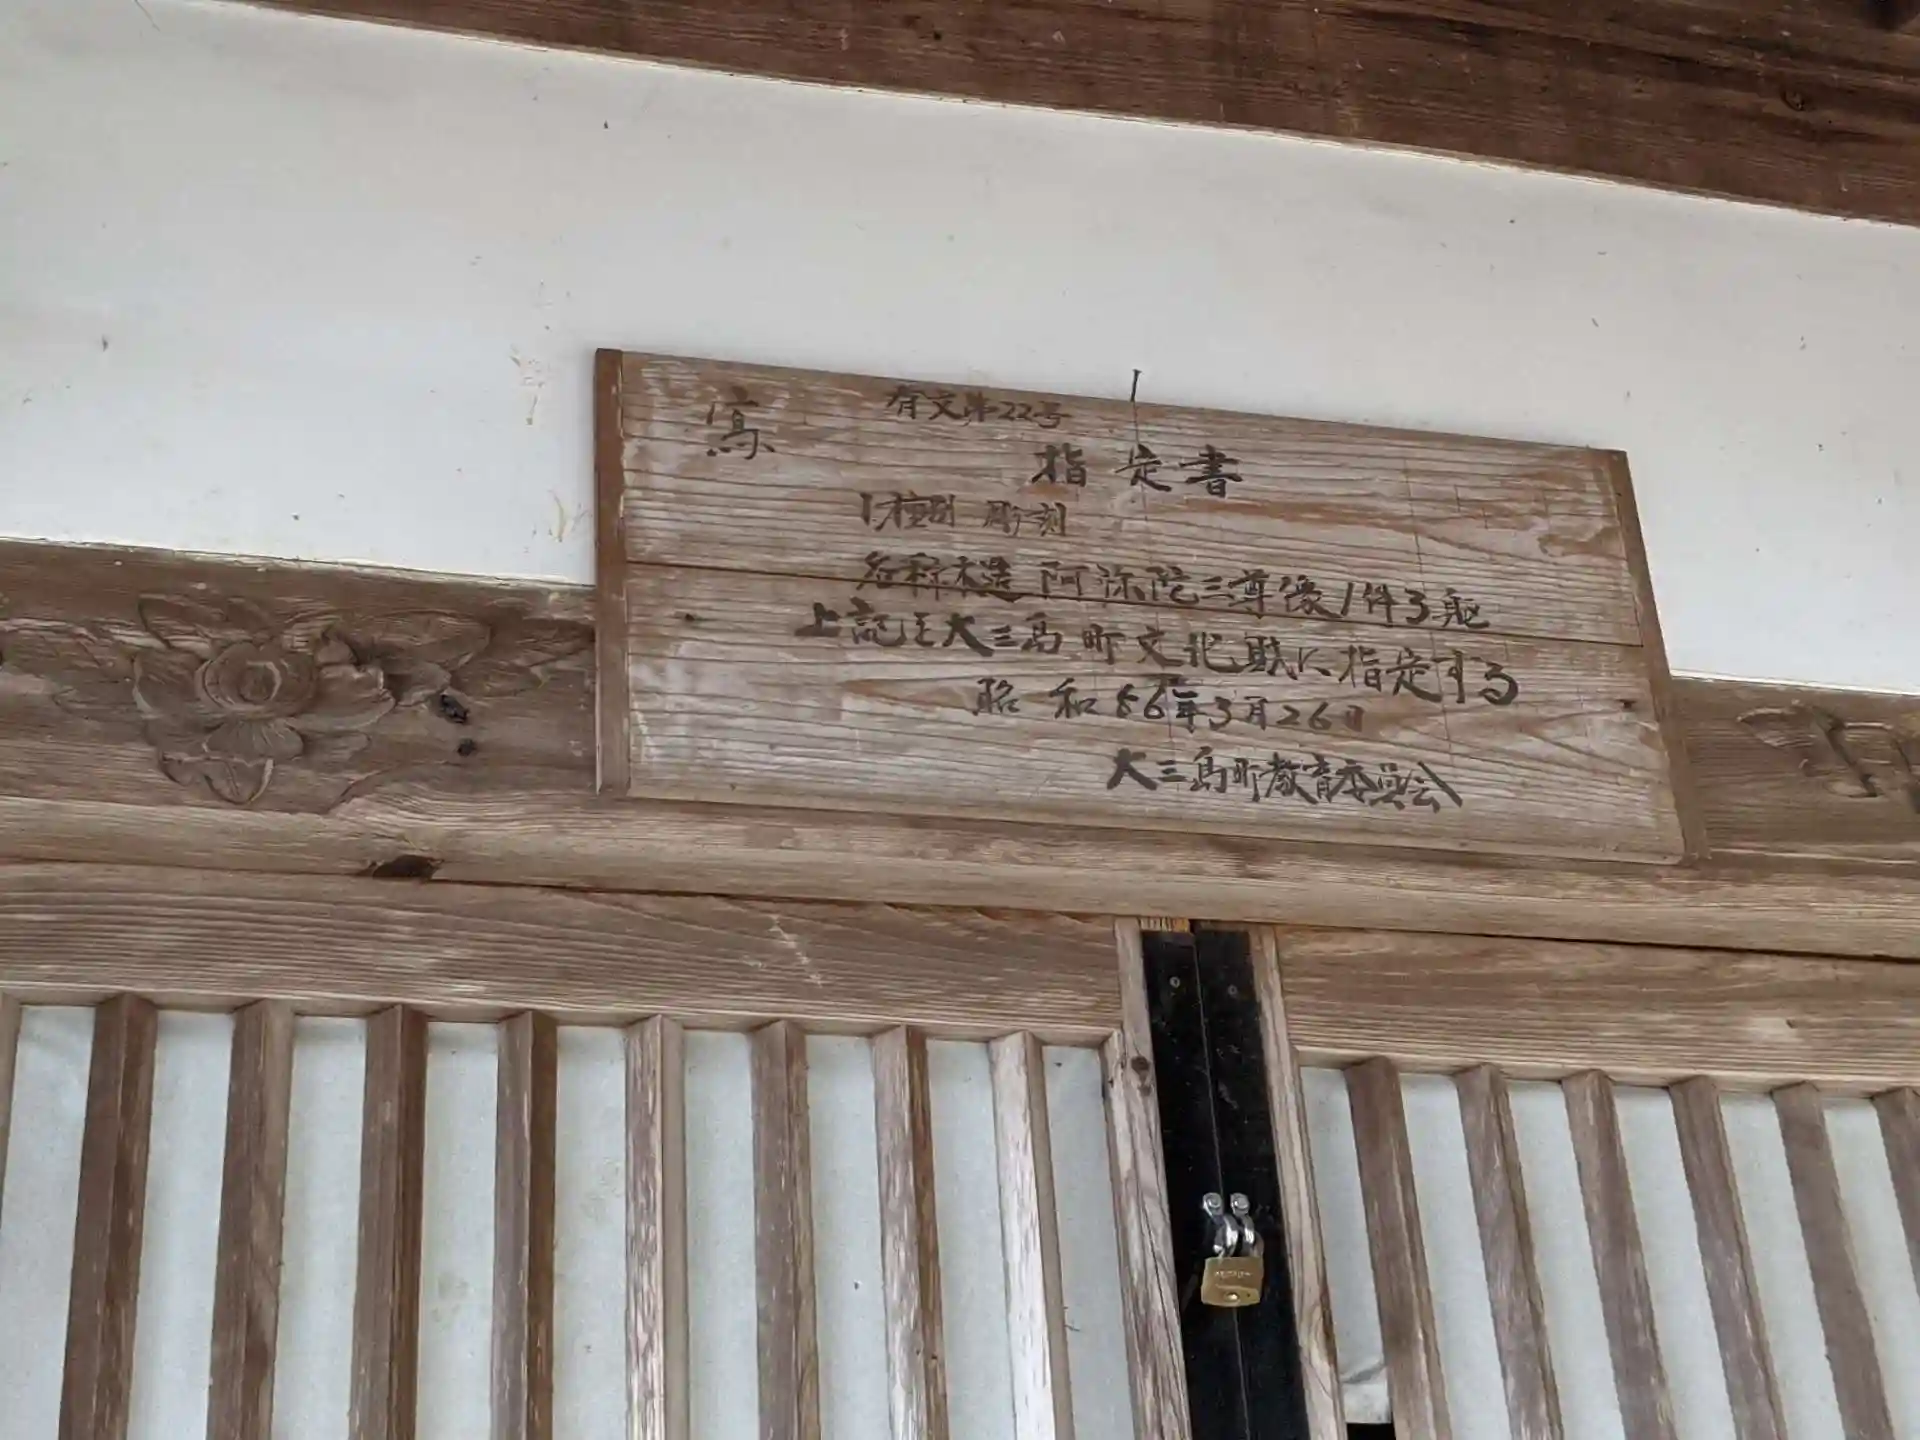 写
有文第22号
指定書
1,種別 彫刻
名称木造 阿弥陀三尊像1件3躯
上記を大三島町文化財に指定する
昭和56年3月26日
大三島町教育委員会